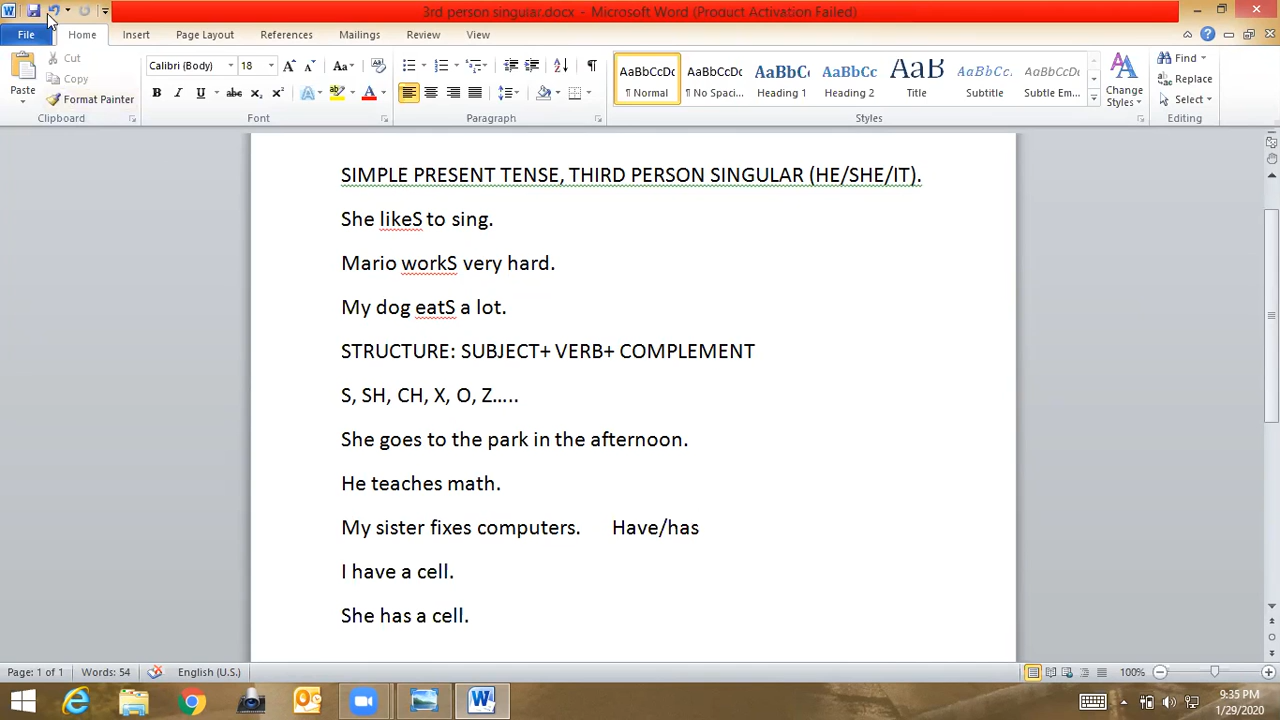 3rd person singular.docx - Microsoft Word (Product Activation Failed)
File Home Insert Page Layout References Mailings Review View
Paste
Cut
Copy
Format Painter
Clipboard
Calibri (Body) 18
Font
Paragraph
AaBbCcDc AaBbCcDc AaBbC AaBbCc AaB AaBbCcL AaBbCcDc
¶ Normal ¶ No Spaci... Heading 1 Heading 2 Title Subtitle Subtle Em...
Change
Styles
Styles
Find
Replace
Select
Editing
SIMPLE PRESENT TENSE, THIRD PERSON SINGULAR (HE/SHE/IT).
She likeS to sing.
Mario workS very hard.
My dog eatS a lot.
STRUCTURE: SUBJECT+ VERB+ COMPLEMENT
S, SH, CH, X, O, Z.....
She goes to the park in the afternoon.
He teaches math.
My sister fixes computers. Have/has
I have a cell.
She has a cell.
Page: 1 of 1 Words: 54 English (U.S.) 100%
9:35 PM
1/29/2020